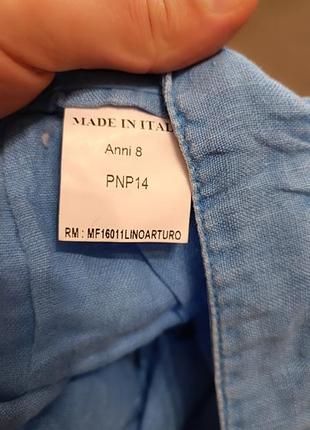 MADE IN ITAL
Anni 8
PNP14
RM : MF16011LINOARTURO